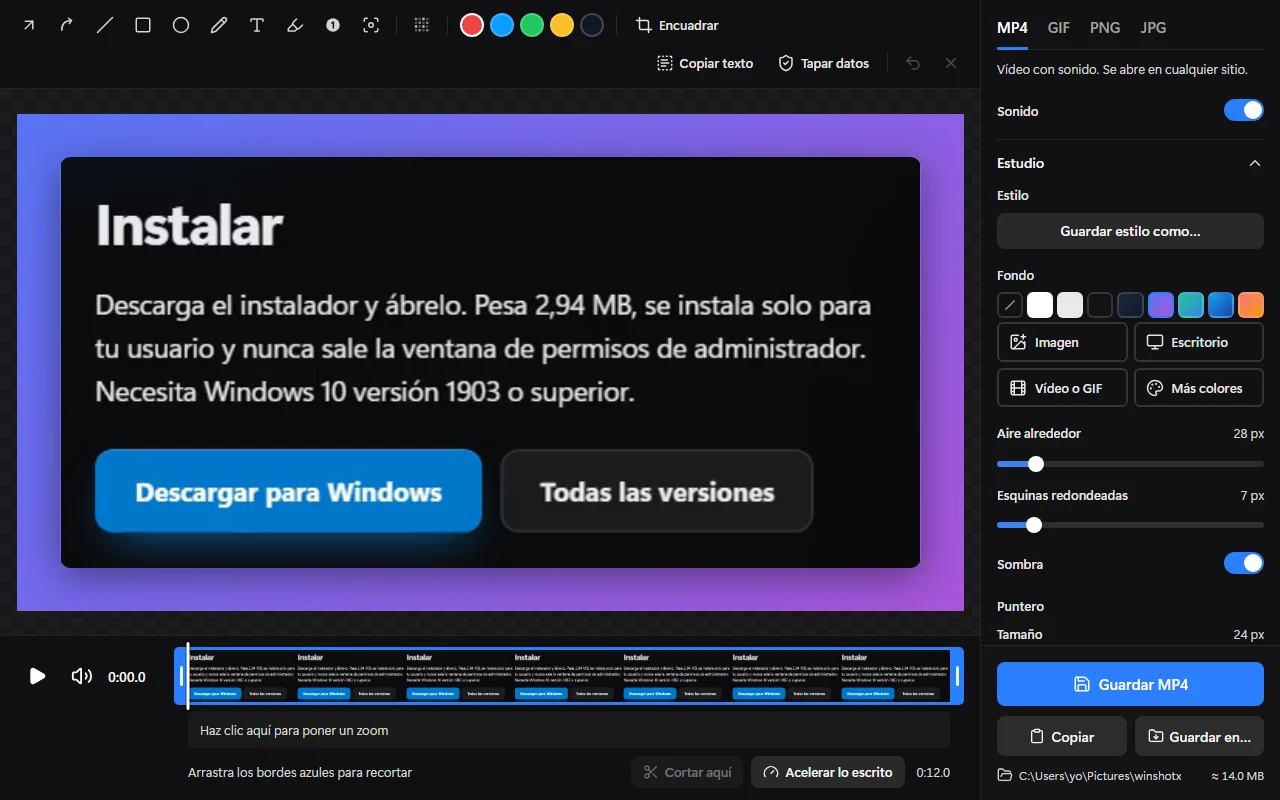 1
Encuadrar
Copiar texto
Tapar datos
Instalar
Descarga el instalador y ábrelo. Pesa 2,94 MB, se instala solo para
tu usuario y nunca sale la ventana de permisos de administrador.
Necesita Windows 10 versión 1903 o superior.
Descargar para Windows
Todas las versiones
0:00.0
Haz clic aquí para poner un zoom
Arrastra los bordes azules para recortar
Cortar aquí
Acelerar lo escrito
0:12.0
MP4 GIF PNG JPG
Vídeo con sonido. Se abre en cualquier sitio.
Sonido
Estudio
Estilo
Guardar estilo como...
Fondo
Imagen
Escritorio
Vídeo o GIF
Más colores
Aire alrededor 28 px
Esquinas redondeadas 7 px
Sombra
Puntero
Tamaño 24 px
Guardar MP4
Copiar
Guardar en...
C:\Users\yo\Pictures\winshotx ≈ 14.0 MB